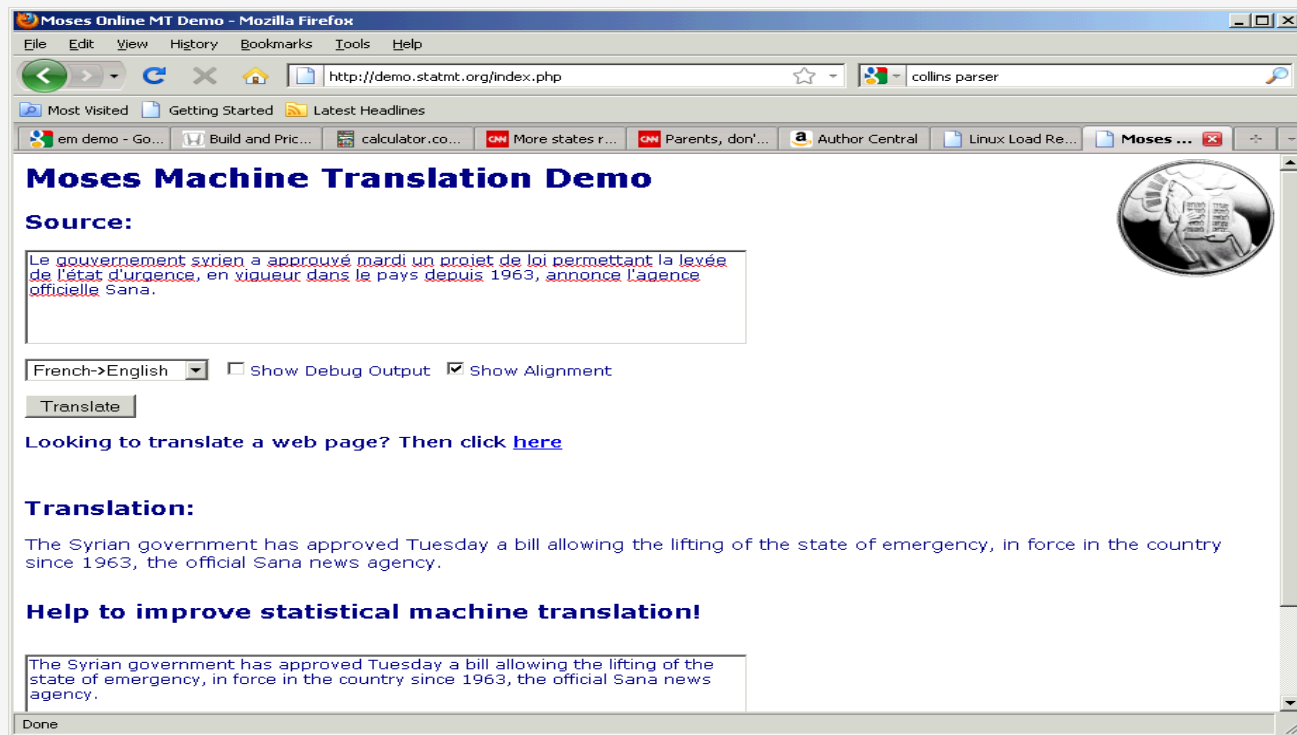 Moses Online MT Demo - Mozilla Firefox
File Edit View History Bookmarks Tools Help
http://demo.statmt.org/index.php collins parser
Most Visited Getting Started Latest Headlines
em demo - Go... Build and Pric... calculator.co... CNN More states r... CNN Parents, don'... a Author Central Linux Load Re... Moses ...
Moses Machine Translation Demo
Source:
Le gouvernement syrien a approuvé mardi un projet de loi permettant la levée
de l'état d'urgence, en vigueur dans le pays depuis 1963, annonce l'agence
officielle Sana.
French->English Show Debug Output Show Alignment
Translate
Looking to translate a web page? Then click here
Translation:
The Syrian government has approved Tuesday a bill allowing the lifting of the state of emergency, in force in the country
since 1963, the official Sana news agency.
Help to improve statistical machine translation!
The Syrian government has approved Tuesday a bill allowing the lifting of the
state of emergency, in force in the country since 1963, the official Sana news
agency.
Done